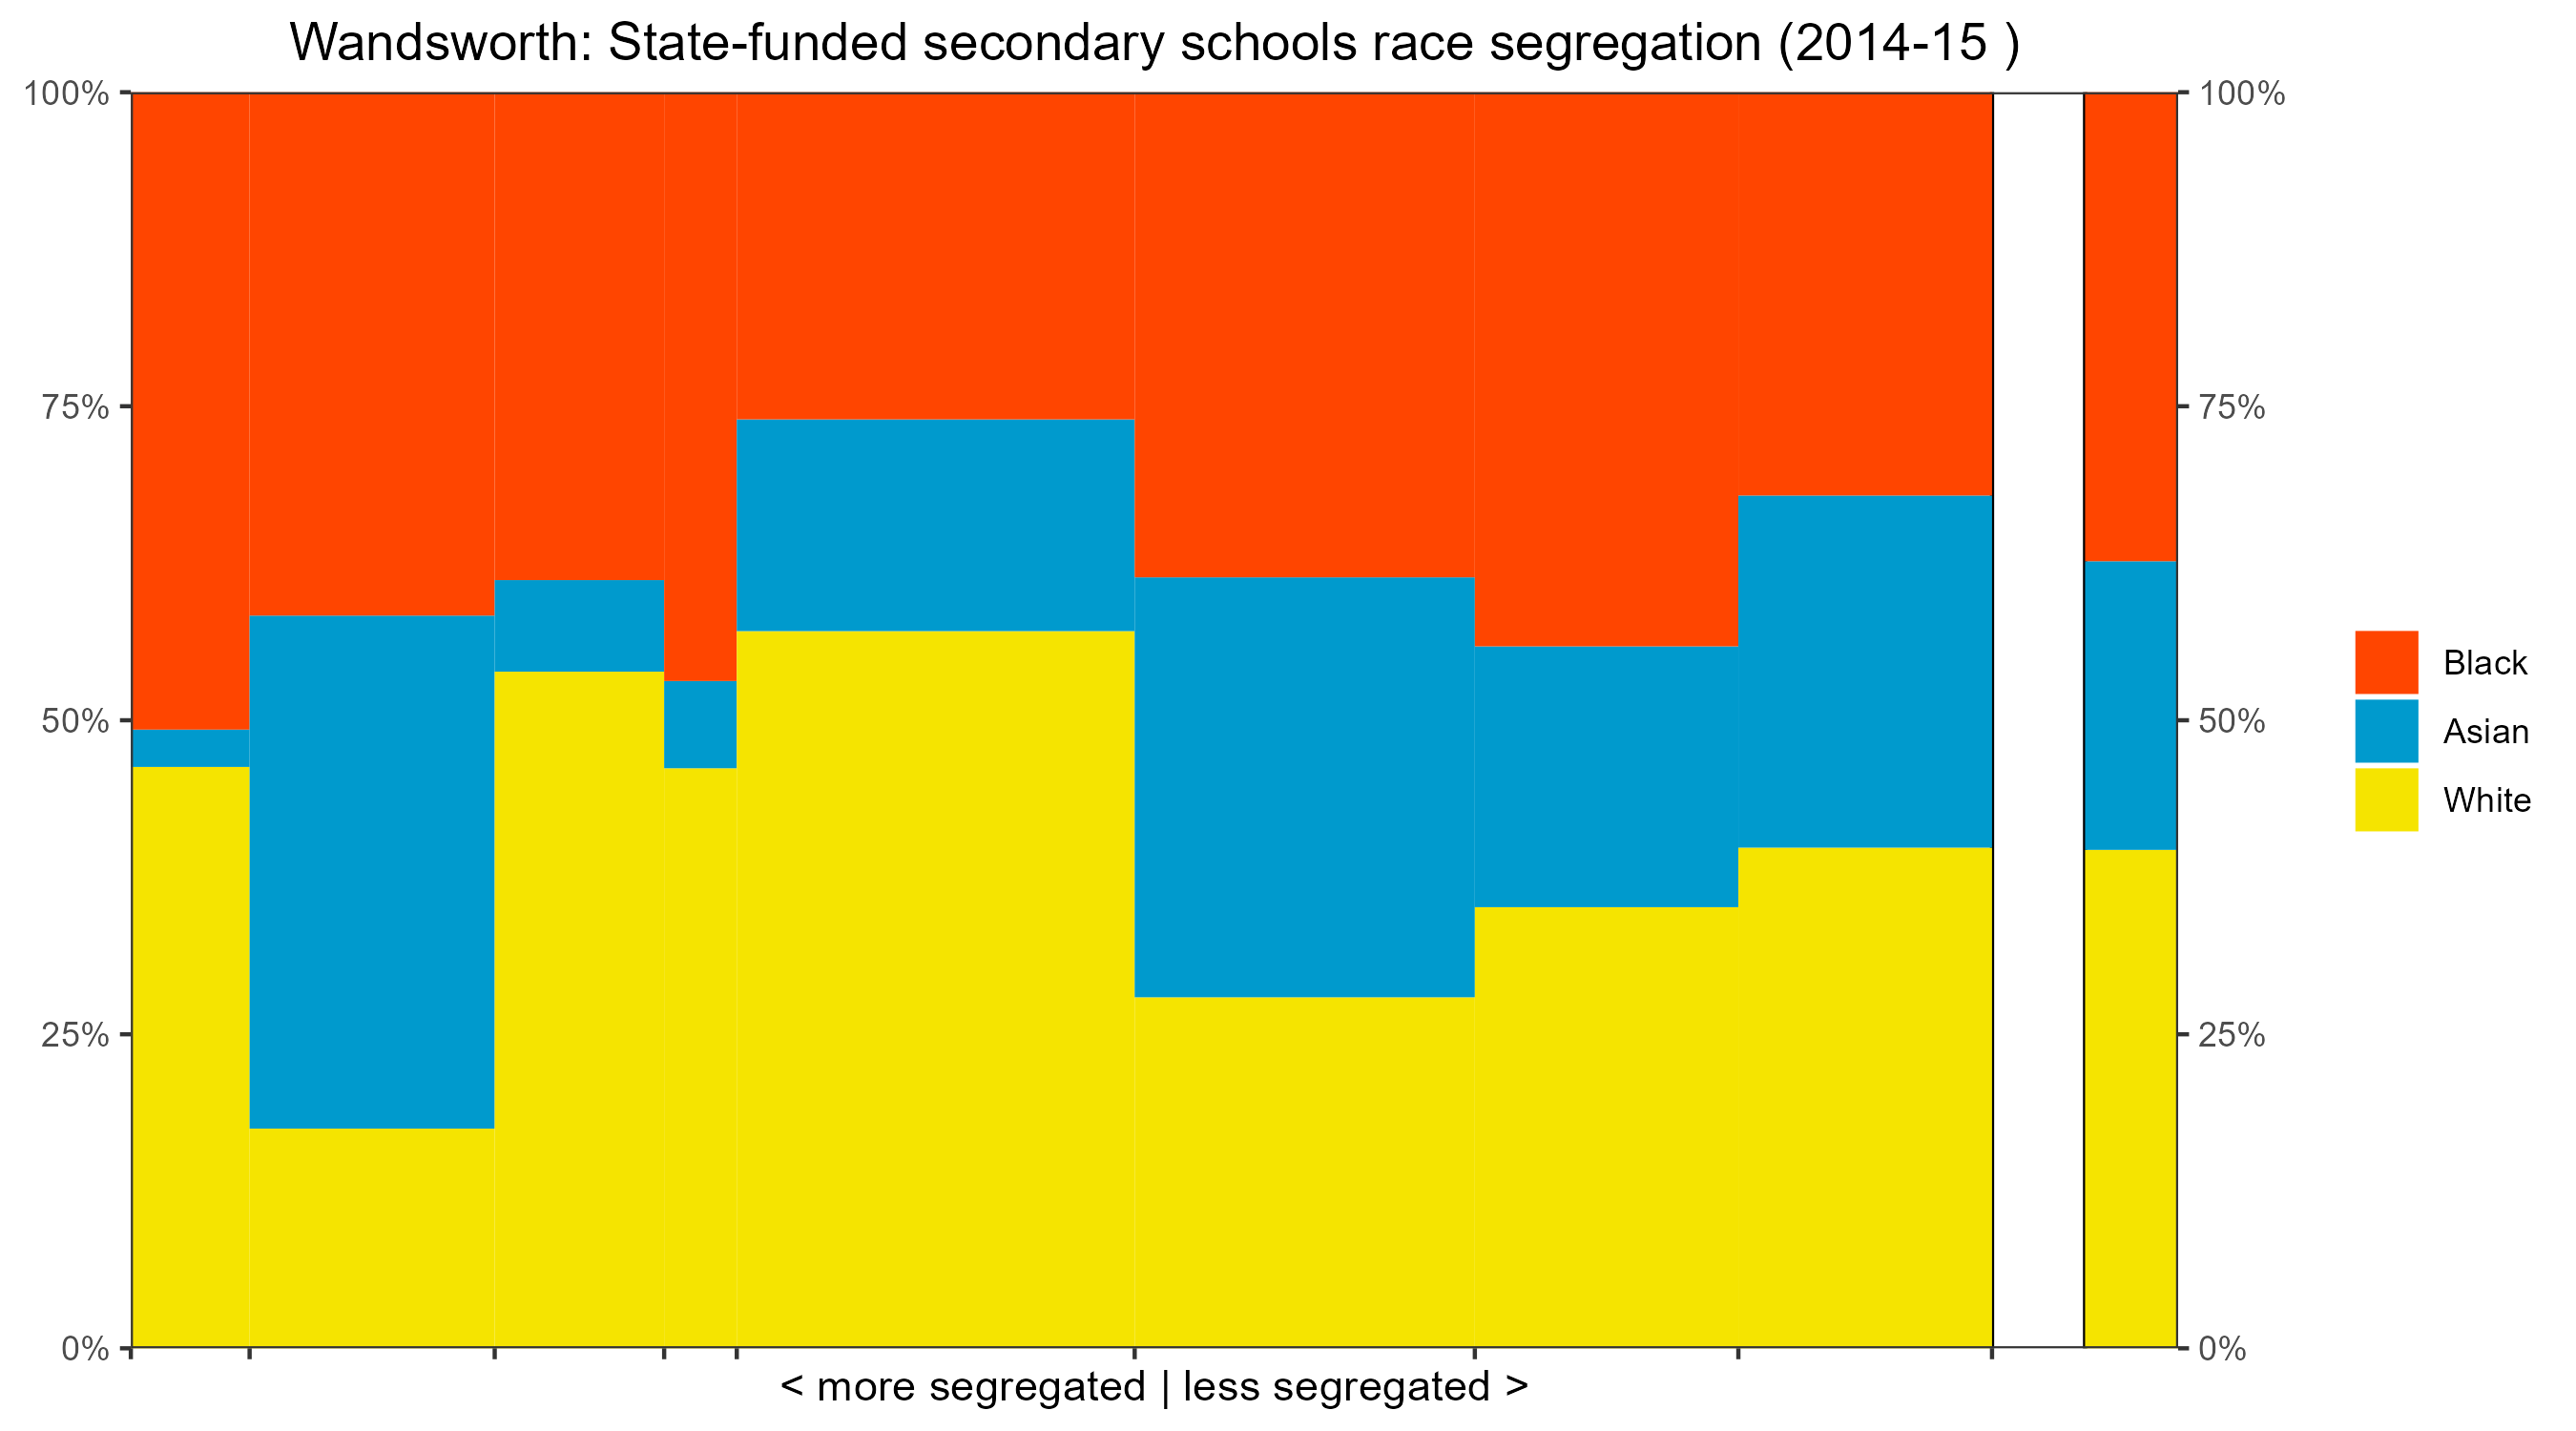 Wandsworth: State-funded secondary schools race segregation (2014-15 )
100%
75%
50%
25%
0%
100%
75%
50%
25%
0%
Black
Asian
White
< more segregated | less segregated >